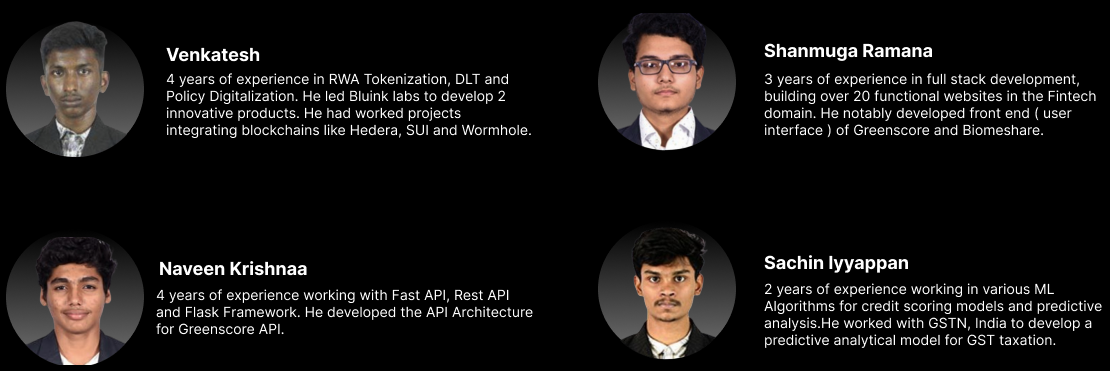 Venkatesh
4 years of experience in RWA Tokenization, DLT and
Policy Digitalization. He led Bluink labs to develop 2
innovative products. He had worked projects
integrating blockchains like Hedera, SUI and Wormhole.
Shanmuga Ramana
3 years of experience in full stack development,
building over 20 functional websites in the Fintech
domain. He notably developed front end ( user
interface ) of Greenscore and Biomeshare.
Naveen Krishnaa
4 years of experience working with Fast API, Rest API
and Flask Framework. He developed the API Architecture
for Greenscore API.
Sachin Iyyappan
2 years of experience working in various ML
Algorithms for credit scoring models and predictive
analysis.He worked with GSTN, India to develop a
predictive analytical model for GST taxation.